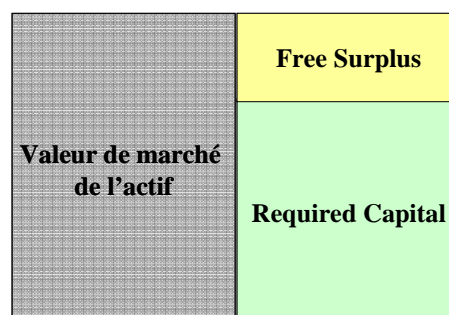 Valeur de marché
de l'actif
Free Surplus
Required Capital